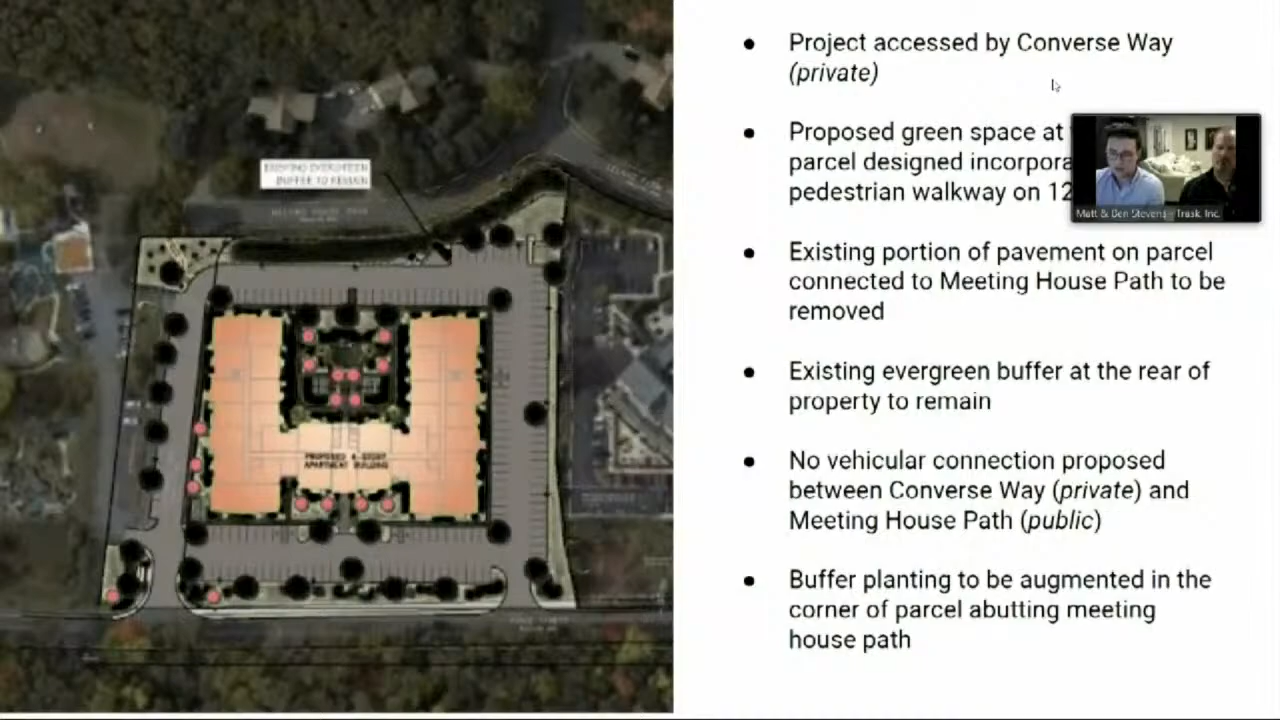 EXISTING EVERGREEN
BUFFER TO REMAIN
PROPOSED 4-STORY
APARTMENT BUILDING
● Project accessed by Converse Way
(private)
● Proposed green space at
parcel designed incorpora
pedestrian walkway on 12
● Existing portion of pavement on parcel
connected to Meeting House Path to be
removed
● Existing evergreen buffer at the rear of
property to remain
● No vehicular connection proposed
between Converse Way (private) and
Meeting House Path (public)
● Buffer planting to be augmented in the
corner of parcel abutting meeting
house path
Matt & Ben Stevens - Trask, Inc.